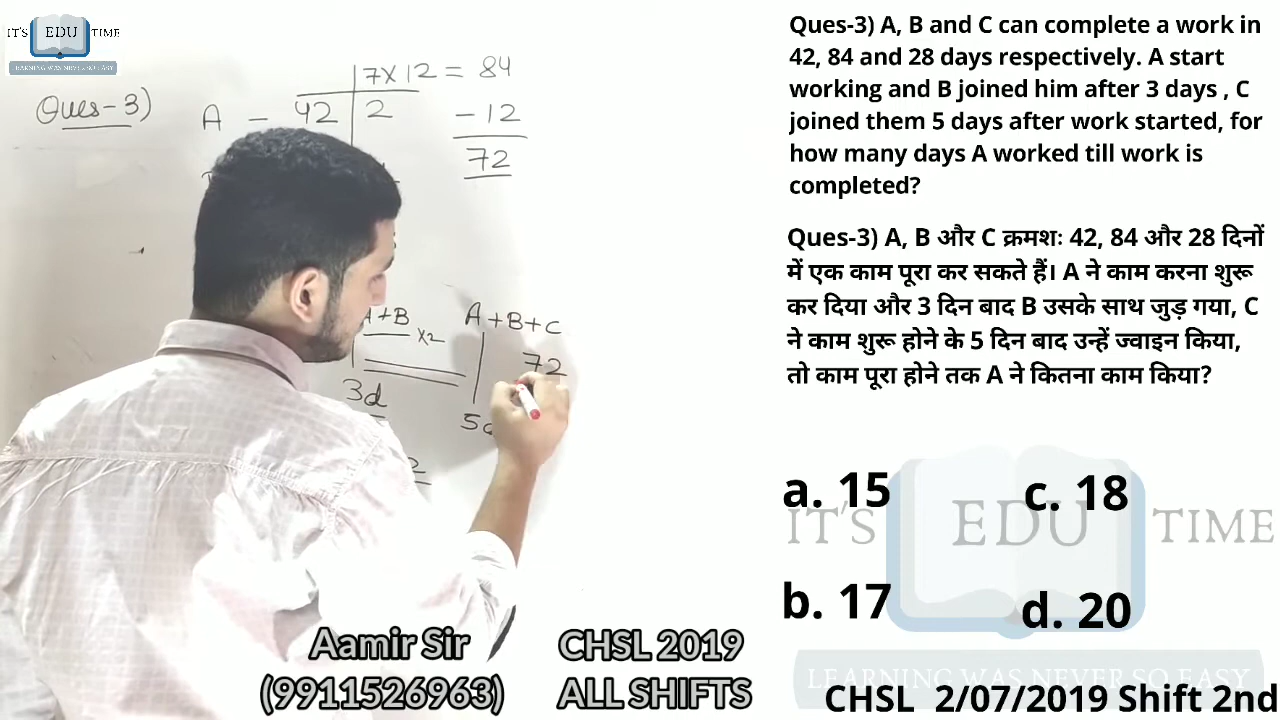 IT'S EDU TIME
LEARNING WAS NEVER SO EASY
Ques-3)
7x12 = 84
A - 42 2
- 12
72
A+B
x2
A+B+C
72
3d
Ques-3) A, B and C can complete a work in
42, 84 and 28 days respectively. A start
working and B joined him after 3 days , C
joined them 5 days after work started, for
how many days A worked till work is
completed?
Ques-3) A, B और C क्रमशः 42, 84 और 28 दिनों
में एक काम पूरा कर सकते हैं। A ने काम करना शुरू
कर दिया और 3 दिन बाद B उसके साथ जुड़ गया, C
ने काम शुरू होने के 5 दिन बाद उन्हें ज्वाइन किया,
तो काम पूरा होने तक A ने कितना काम किया?
a. 15
c. 18
b. 17
d. 20
IT'S EDU TIME
LEARNING WAS NEVER SO EASY
Aamir Sir
(9911526963)
CHSL 2019
ALL SHIFTS
CHSL 2/07/2019 Shift 2nd